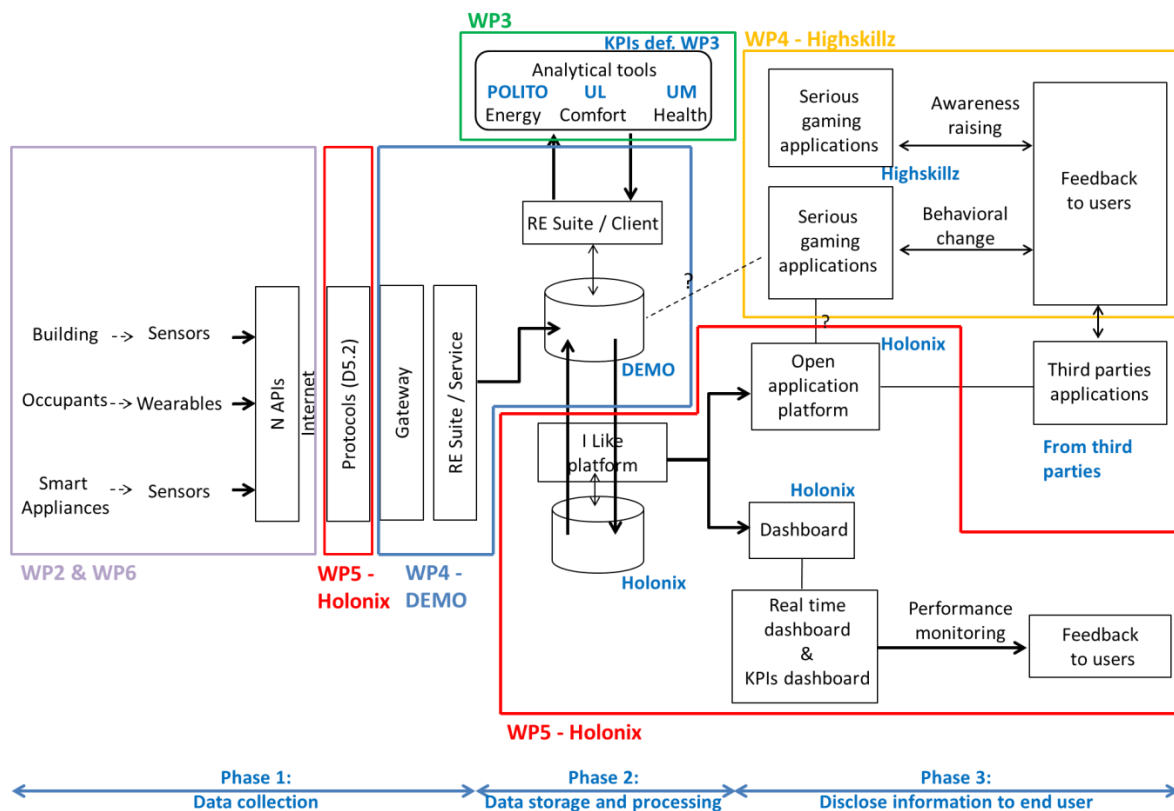 WP3
KPIs def. WP3
Analytical tools
POLITO UL UM
Energy Comfort Health
WP4 - Highskillz
Serious
gaming
applications
Awareness
raising
Highskillz
Feedback
to users
Serious
gaming
applications
Behavioral
change
RE Suite / Client
?
?
Building
Sensors
Occupants
Wearables
Smart
Appliances
Sensors
N APIs
Internet
Protocols (D5.2)
Gateway
RE Suite / Service
DEMO
Holonix
Open
application
platform
Third parties
applications
From third
parties
I Like
platform
Holonix
Dashboard
Holonix
WP2 & WP6
WP5 -
Holonix
WP4 -
DEMO
Real time
dashboard
&
KPIs dashboard
Performance
monitoring
Feedback
to users
WP5 - Holonix
Phase 1:
Data collection
Phase 2:
Data storage and processing
Phase 3:
Disclose information to end user